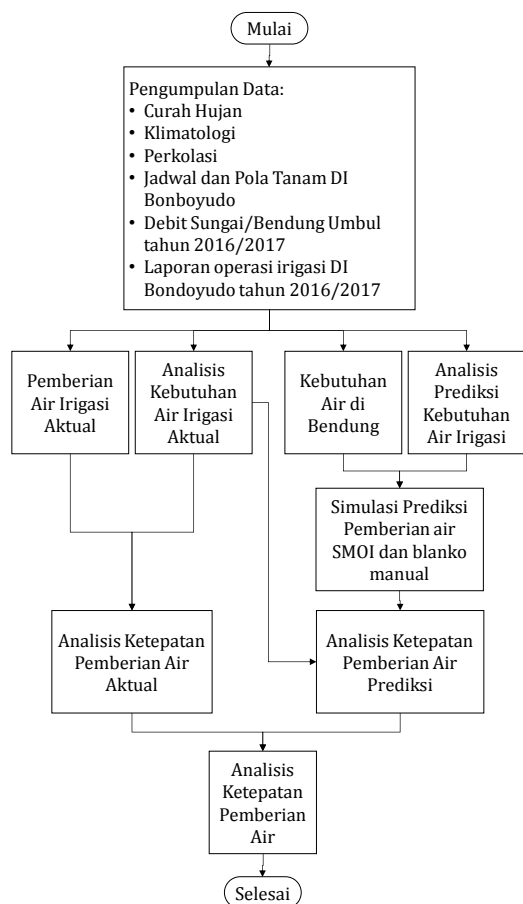 Mulai
Pengumpulan Data:
• Curah Hujan
• Klimatologi
• Perkolasi
• Jadwal dan Pola Tanam DI
Bonboyudo
• Debit Sungai/Bendung Umbul
tahun 2016/2017
• Laporan operasi irigasi DI
Bondoyudo tahun 2016/2017
Pemberian
Air Irigasi
Aktual
Analisis
Kebutuhan
Air Irigasi
Aktual
Kebutuhan
Air di
Bendung
Analisis
Prediksi
Kebutuhan
Air Irigasi
Simulasi Prediksi
Pemberian air
SMOI dan blanko
manual
Analisis Ketepatan
Pemberian Air
Aktual
Analisis Ketepatan
Pemberian Air
Prediksi
Analisis
Ketepatan
Pemberian
Air
Selesai